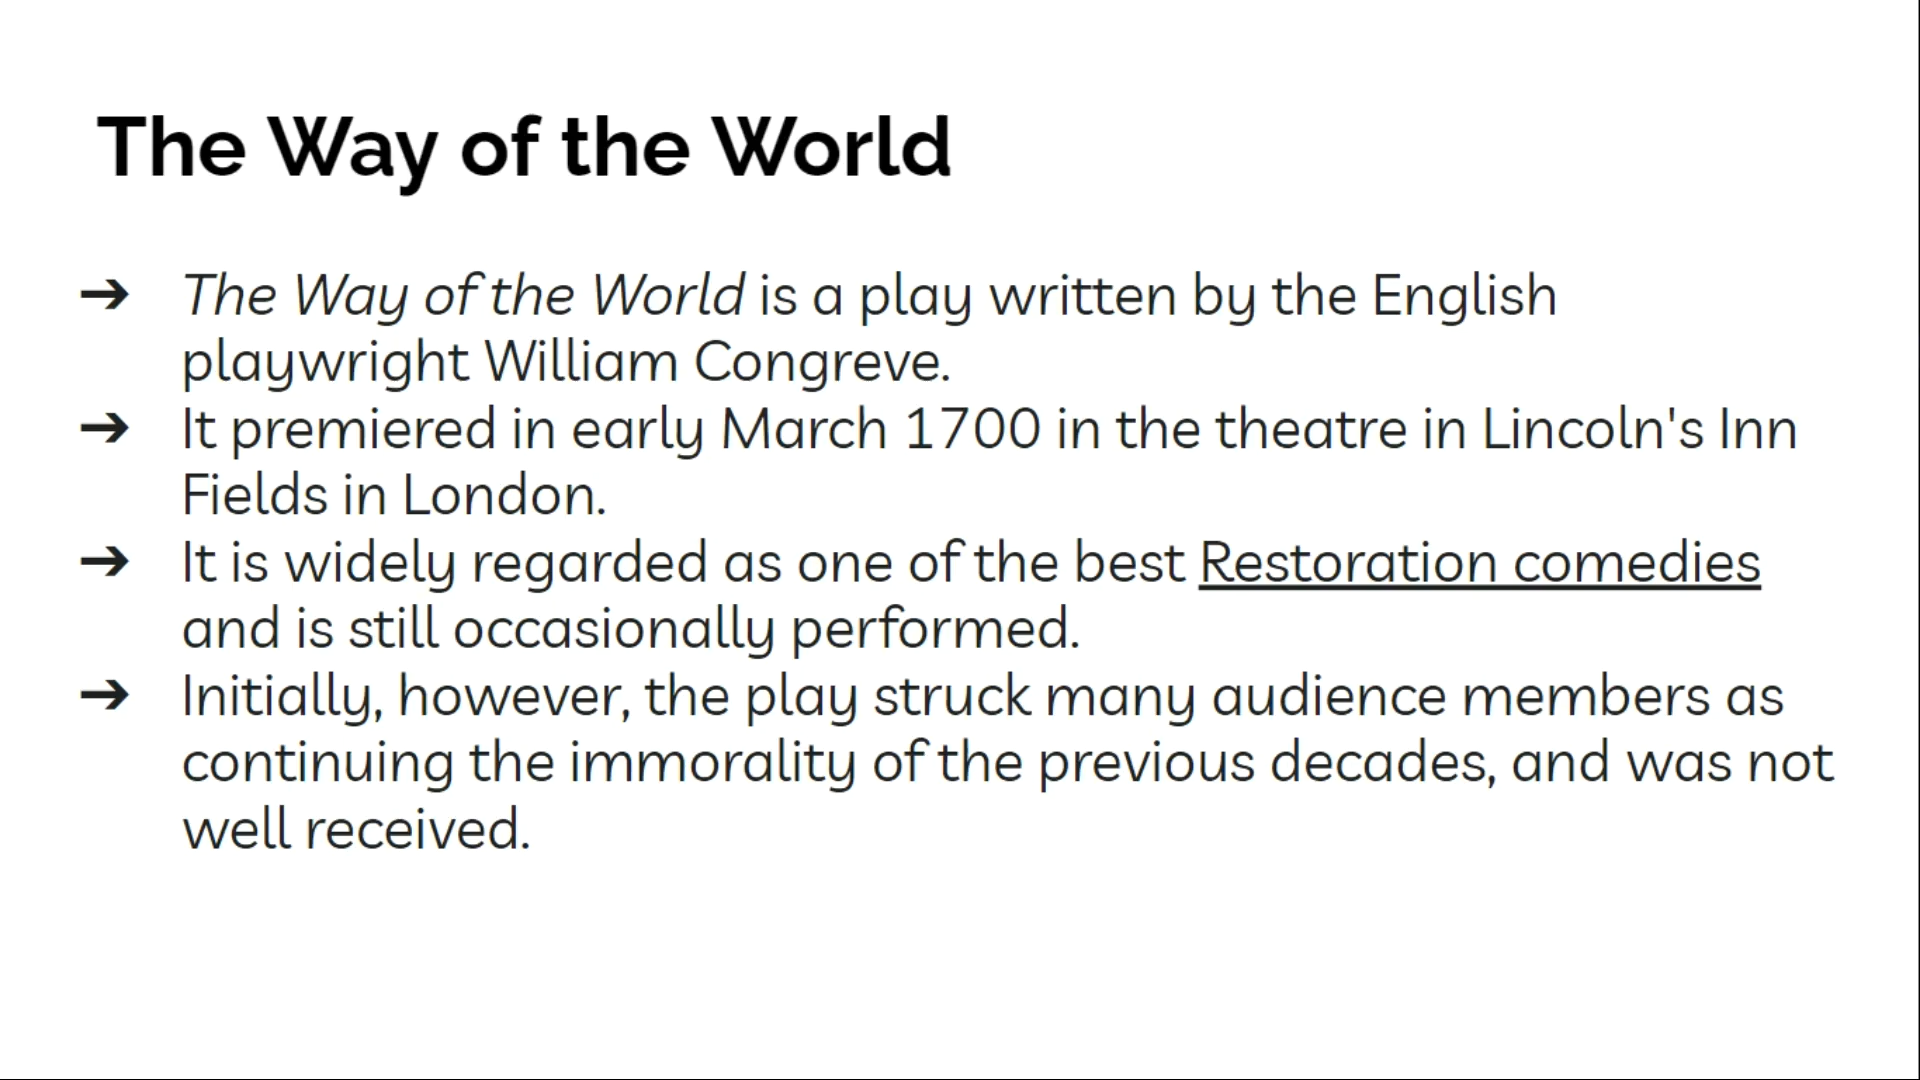 The Way of the World
➔ The Way of the World is a play written by the English
playwright William Congreve.
➔ It premiered in early March 1700 in the theatre in Lincoln's Inn
Fields in London.
➔ It is widely regarded as one of the best Restoration comedies
and is still occasionally performed.
➔ Initially, however, the play struck many audience members as
continuing the immorality of the previous decades, and was not
well received.